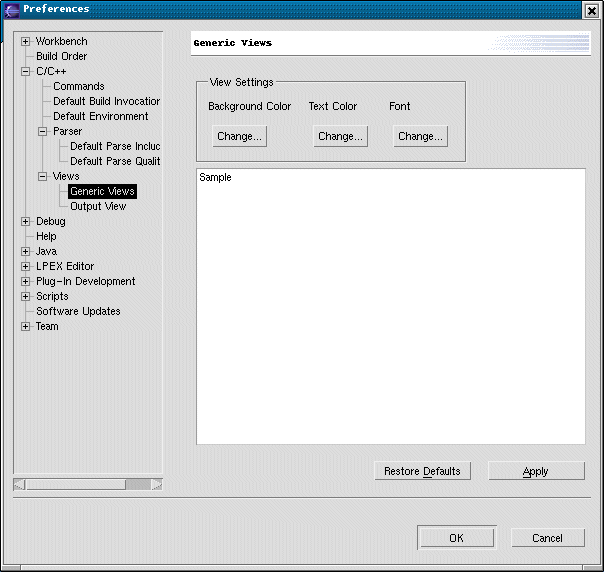 Preferences
Workbench
Build Order
C/C++
Commands
Default Build Invocation
Default Environment
Parser
Default Parse Includ
Default Parse Qualit
Views
Generic Views
Output View
Debug
Help
Java
LPEX Editor
Plug-In Development
Scripts
Software Updates
Team
Generic Views
View Settings
Background Color Text Color Font
Change... Change... Change...
Sample
Restore Defaults Apply
OK Cancel